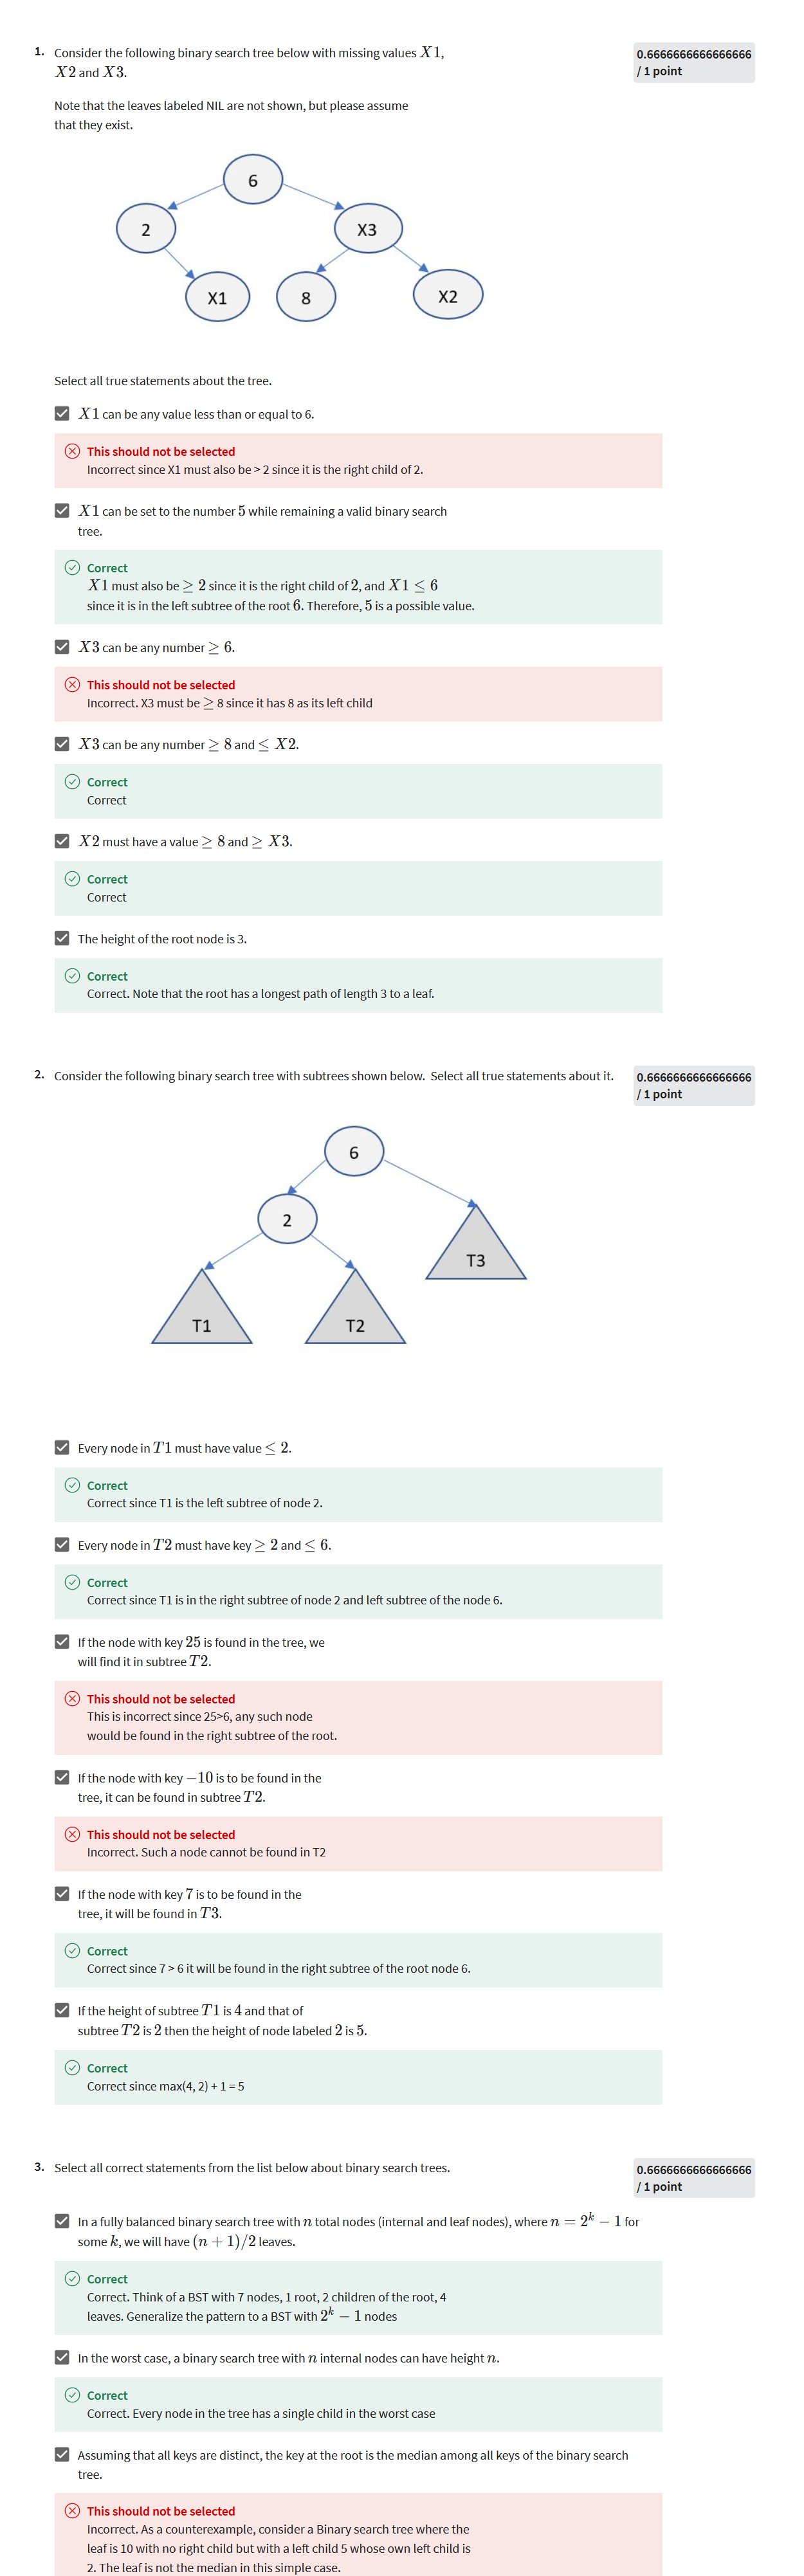 1. Consider the following binary search tree below with missing values X1,
X2 and X3.
0.6666666666666666
/ 1 point
Note that the leaves labeled NIL are not shown, but please assume
that they exist.
6
2
X3
X1
8
X2
Select all true statements about the tree.
X1 can be any value less than or equal to 6.
This should not be selected
Incorrect since X1 must also be > 2 since it is the right child of 2.
X1 can be set to the number 5 while remaining a valid binary search
tree.
Correct
X1 must also be ≥ 2 since it is the right child of 2, and X1 ≤ 6
since it is in the left subtree of the root 6. Therefore, 5 is a possible value.
X3 can be any number ≥ 6.
This should not be selected
Incorrect. X3 must be ≥ 8 since it has 8 as its left child
X3 can be any number ≥ 8 and ≤ X2.
Correct
Correct
X2 must have a value ≥ 8 and ≥ X3.
Correct
Correct
The height of the root node is 3.
Correct
Correct. Note that the root has a longest path of length 3 to a leaf.
2. Consider the following binary search tree with subtrees shown below. Select all true statements about it.
0.6666666666666666
/ 1 point
6
2
T3
T1
T2
Every node in T1 must have value ≤ 2.
Correct
Correct since T1 is the left subtree of node 2.
Every node in T2 must have key ≥ 2 and ≤ 6.
Correct
Correct since T1 is in the right subtree of node 2 and left subtree of the node 6.
If the node with key 25 is found in the tree, we
will find it in subtree T2.
This should not be selected
This is incorrect since 25>6, any such node
would be found in the right subtree of the root.
If the node with key −10 is to be found in the
tree, it can be found in subtree T2.
This should not be selected
Incorrect. Such a node cannot be found in T2
If the node with key 7 is to be found in the
tree, it will be found in T3.
Correct
Correct since 7 > 6 it will be found in the right subtree of the root node 6.
If the height of subtree T1 is 4 and that of
subtree T2 is 2 then the height of node labeled 2 is 5.
Correct
Correct since max(4, 2) + 1 = 5
3. Select all correct statements from the list below about binary search trees.
0.6666666666666666
/ 1 point
In a fully balanced binary search tree with n total nodes (internal and leaf nodes), where n = 2^k − 1 for
some k, we will have (n + 1)/2 leaves.
Correct
Correct. Think of a BST with 7 nodes, 1 root, 2 children of the root, 4
leaves. Generalize the pattern to a BST with 2^k − 1 nodes
In the worst case, a binary search tree with n internal nodes can have height n.
Correct
Correct. Every node in the tree has a single child in the worst case
Assuming that all keys are distinct, the key at the root is the median among all keys of the binary search
tree.
This should not be selected
Incorrect. As a counterexample, consider a Binary search tree where the
leaf is 10 with no right child but with a left child 5 whose own left child is
2. The leaf is not the median in this simple case.